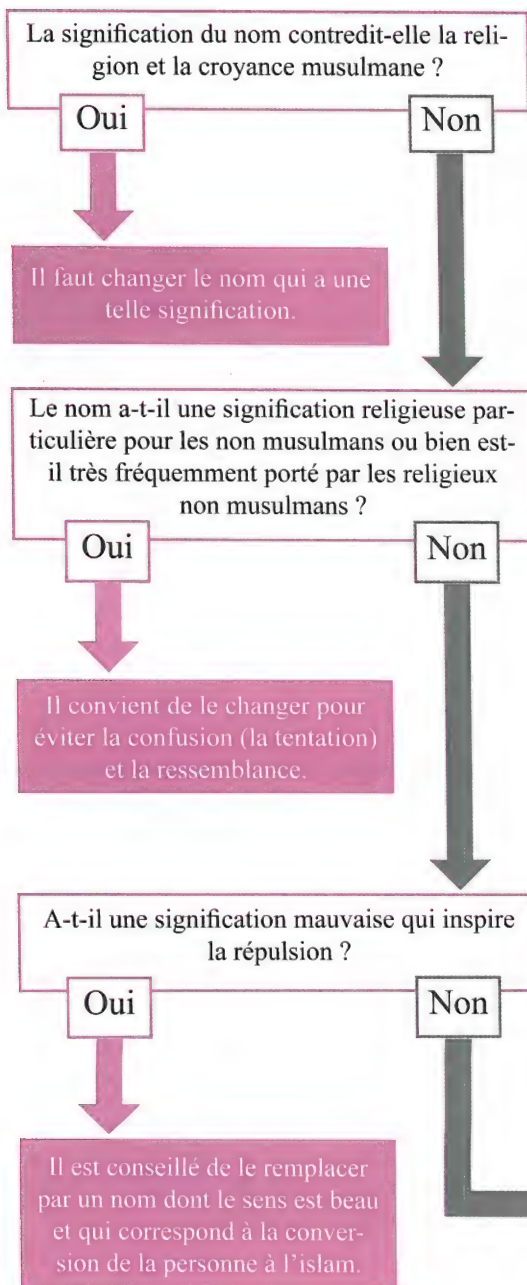 La signification du nom contredit-elle la reli-
gion et la croyance musulmane ?
Oui
Non
Il faut changer le nom qui a une
telle signification.
Le nom a-t-il une signification religieuse par-
ticulière pour les non musulmans ou bien est-
il très fréquemment porté par les religieux
non musulmans ?
Oui
Non
Il convient de le changer pour
éviter la confusion (la tentation)
et la ressemblance.
A-t-il une signification mauvaise qui inspire
la répulsion ?
Oui
Non
Il est conseillé de le remplacer
par un nom dont le sens est beau
et qui correspond à la conver-
sion de la personne à l’islam.